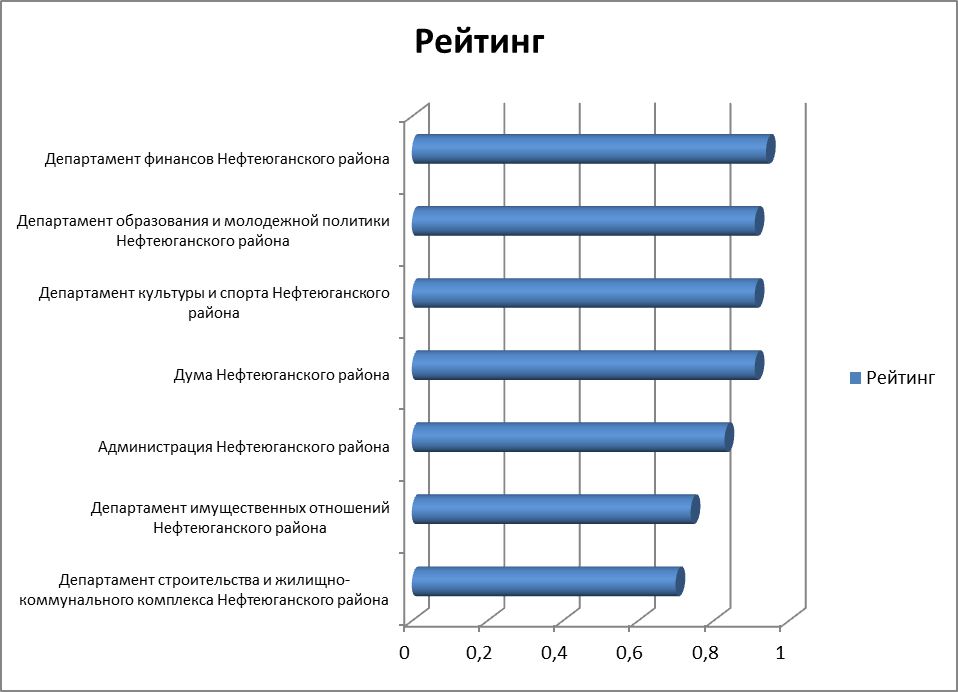 Рейтинг
Департамент финансов Нефтеюганского района
Департамент образования и молодежной политики
Нефтеюганского района
Департамент культуры и спорта Нефтеюганского
района
Дума Нефтеюганского района
Администрация Нефтеюганского района
Департамент имущественных отношений
Нефтеюганского района
Департамент строительства и жилищно-
коммунального комплекса Нефтеюганского района
0 0,2 0,4 0,6 0,8 1
Рейтинг